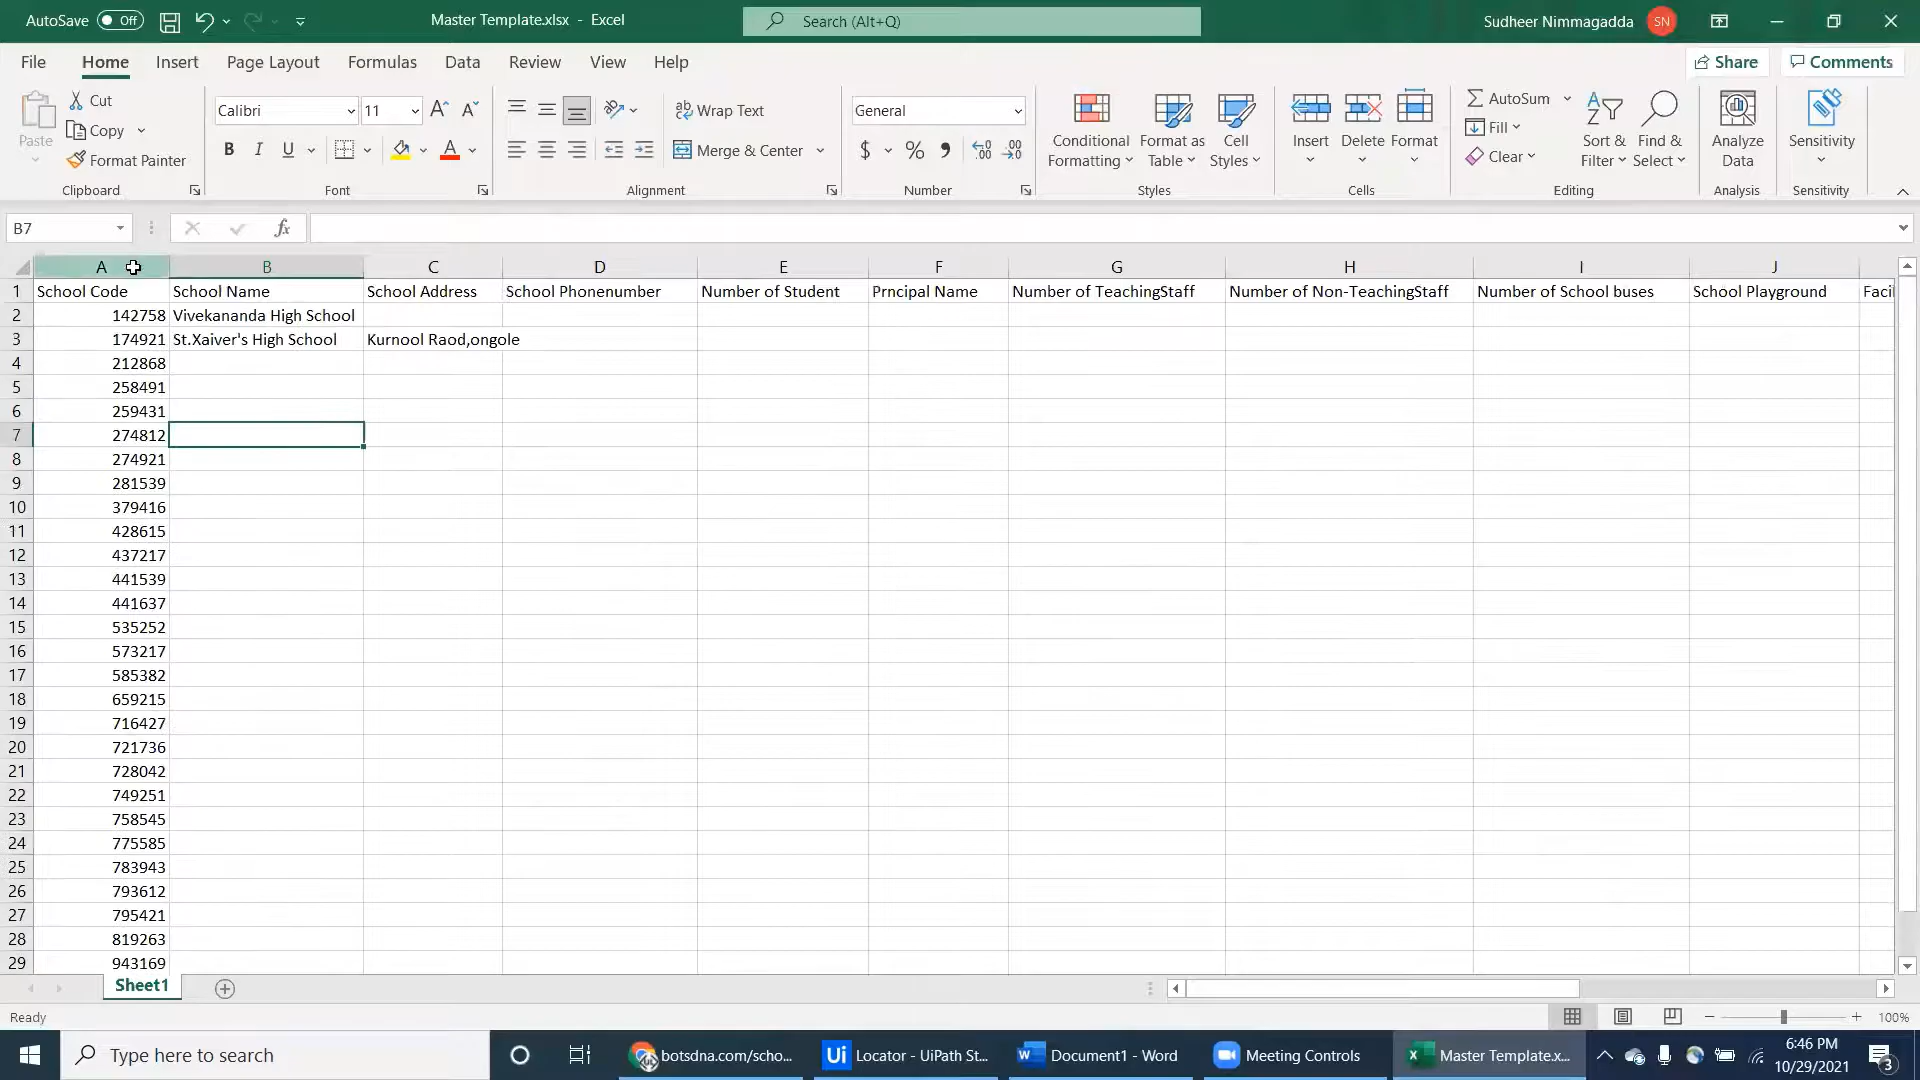 AutoSave Off Master Template.xlsx - Excel Search (Alt+Q) Sudheer Nimmagadda SN
File Home Insert Page Layout Formulas Data Review View Help Share Comments
Paste Cut Copy Format Painter Clipboard
Calibri 11 B I U A Font
Wrap Text Merge & Center Alignment
General $ % Number
Conditional Formatting Format as Table Cell Styles Styles
Insert Delete Format Cells
AutoSum Fill Clear Sort & Filter Find & Select Editing
Analyze Data Analysis
Sensitivity Sensitivity
B7 fx
A B C D E F G H I J
1 School Code School Name School Address School Phonenumber Number of Student Prncipal Name Number of TeachingStaff Number of Non-TeachingStaff Number of School buses School Playground Facil
2 142758 Vivekananda High School
3 174921 St.Xaiver's High School Kurnool Raod,ongole
4 212868
5 258491
6 259431
7 274812
8 274921
9 281539
10 379416
11 428615
12 437217
13 441539
14 441637
15 535252
16 573217
17 585382
18 659215
19 716427
20 721736
21 728042
22 749251
23 758545
24 775585
25 783943
26 793612
27 795421
28 819263
29 943169
Sheet1
Ready 100%
Type here to search botsdna.com/scho... Ui Locator - UiPath St... Document1 - Word Meeting Controls Master Template.x... 6:46 PM
10/29/2021 3